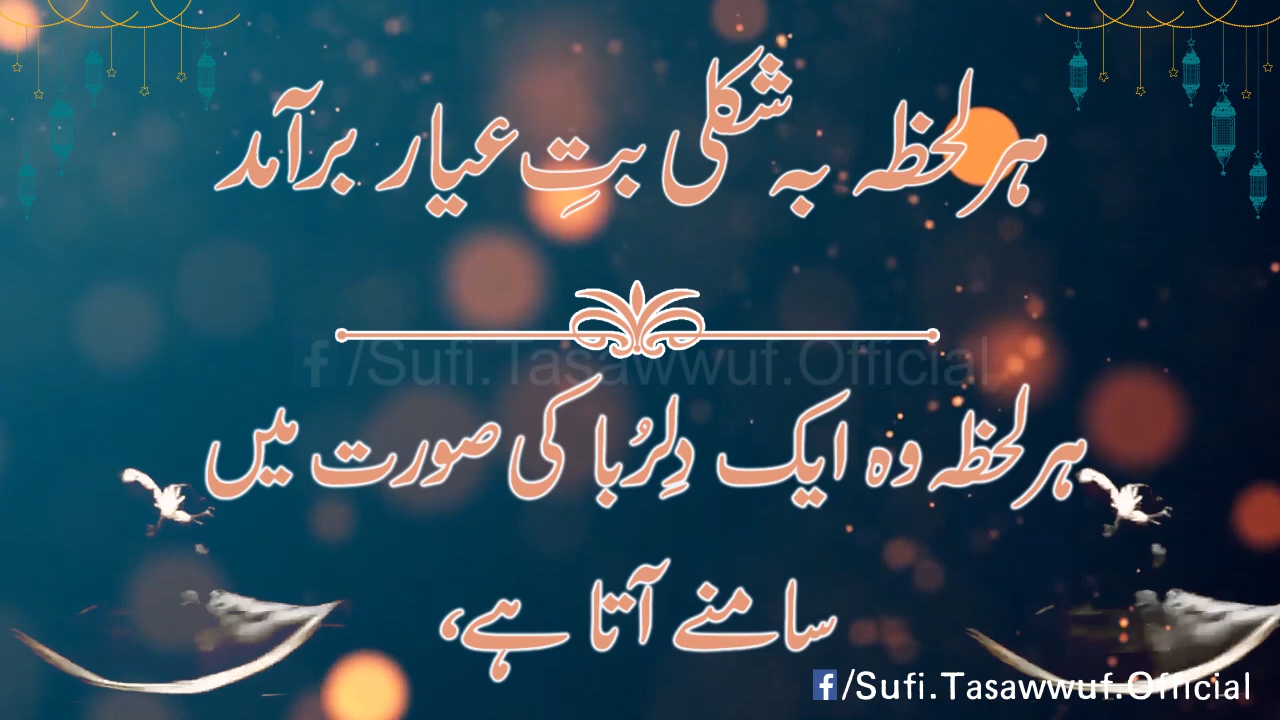 ہر لحظہ بہ شکلی بتِ عیار برآمد
f/Sufi.Tasawwuf.Official
ہر لحظہ وہ ایک دِلرُبا کی صورت میں
سامنے آتا ہے،
f/Sufi.Tasawwuf.Official